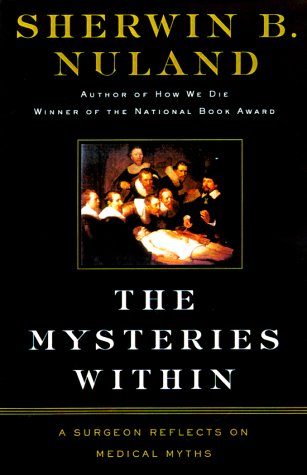 SHERWIN B.
NULAND
AUTHOR OF HOW WE DIE
WINNER OF THE NATIONAL BOOK AWARD
THE
MYSTERIES
WITHIN
A SURGEON REFLECTS ON
MEDICAL MYTHS